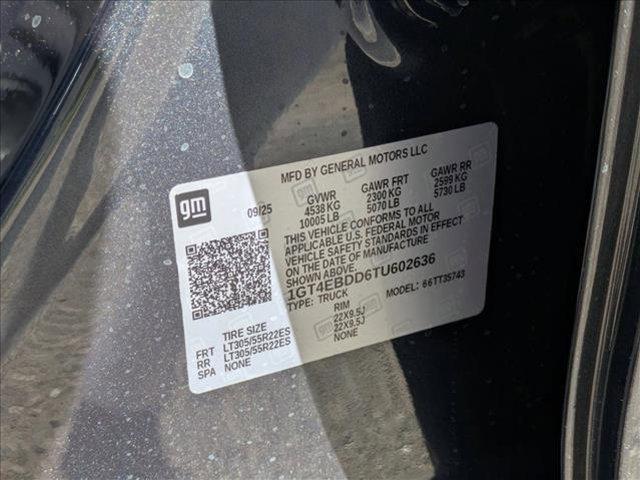 MFD BY GENERAL MOTORS LLC
gm
09/25
GVWR GAWR FRT GAWR RR
4538 KG 2300 KG 2599 KG
10005 LB 5070 LB 5730 LB
THIS VEHICLE CONFORMS TO ALL
APPLICABLE U.S. FEDERAL MOTOR
VEHICLE SAFETY STANDARDS IN EFFECT
ON THE DATE OF MANUFACTURE
SHOWN ABOVE.
1GT4EBDD6TU602636
TYPE: TRUCK MODEL: 66TT35743
TIRE SIZE RIM
FRT LT305/55R22ES 22X9.5J
RR LT305/55R22ES 22X9.5J
SPA NONE NONE